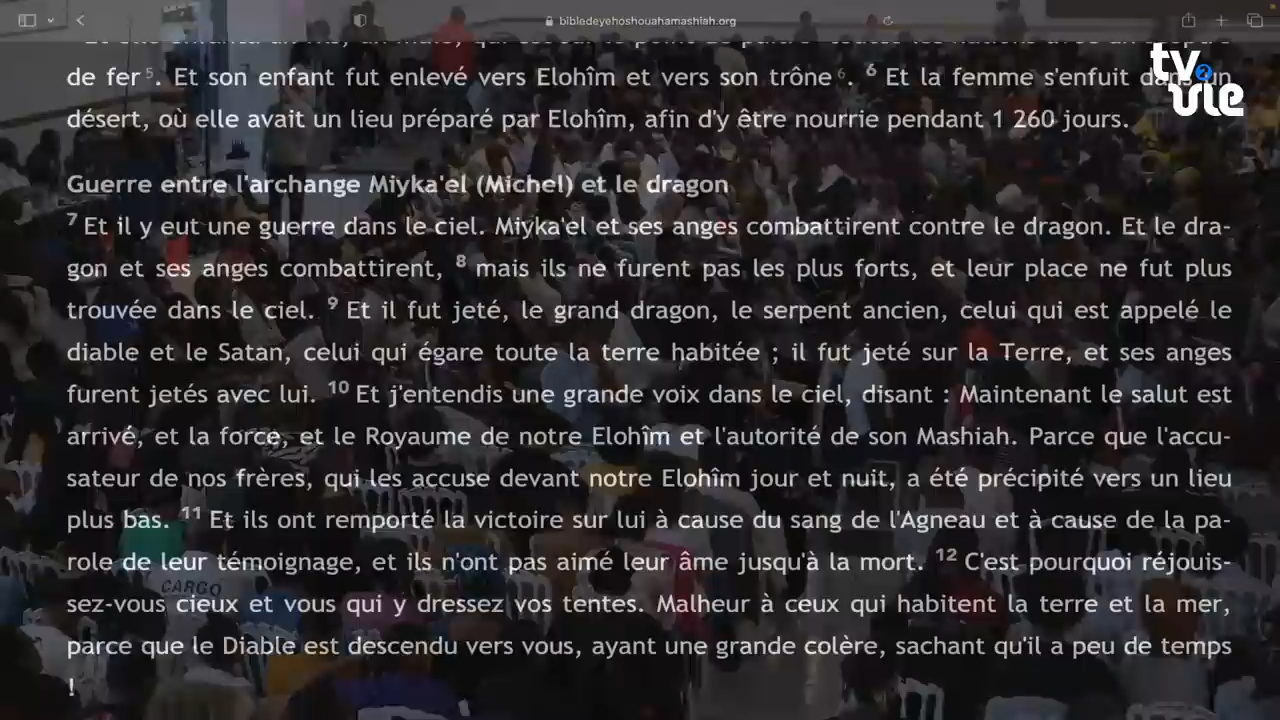 bibledeyehoshouahamashiah.org
de fer 5. Et son enfant fut enlevé vers Elohîm et vers son trône 6. 6 Et la femme s'enfuit dans un
désert, où elle avait un lieu préparé par Elohîm, afin d'y être nourrie pendant 1 260 jours.
Guerre entre l'archange Miyka'el (Michel) et le dragon
7 Et il y eut une guerre dans le ciel. Miyka'el et ses anges combattirent contre le dragon. Et le dra-
gon et ses anges combattirent, 8 mais ils ne furent pas les plus forts, et leur place ne fut plus
trouvée dans le ciel. 9 Et il fut jeté, le grand dragon, le serpent ancien, celui qui est appelé le
diable et le Satan, celui qui égare toute la terre habitée ; il fut jeté sur la Terre, et ses anges
furent jetés avec lui. 10 Et j'entendis une grande voix dans le ciel, disant : Maintenant le salut est
arrivé, et la force, et le Royaume de notre Elohîm et l'autorité de son Mashiah. Parce que l'accu-
sateur de nos frères, qui les accuse devant notre Elohîm jour et nuit, a été précipité vers un lieu
plus bas. 11 Et ils ont remporté la victoire sur lui à cause du sang de l'Agneau et à cause de la pa-
role de leur témoignage, et ils n'ont pas aimé leur âme jusqu'à la mort. 12 C'est pourquoi réjouis-
sez-vous cieux et vous qui y dressez vos tentes. Malheur à ceux qui habitent la terre et la mer,
parce que le Diable est descendu vers vous, ayant une grande colère, sachant qu'il a peu de temps
!
tv 2
vie
CARGO